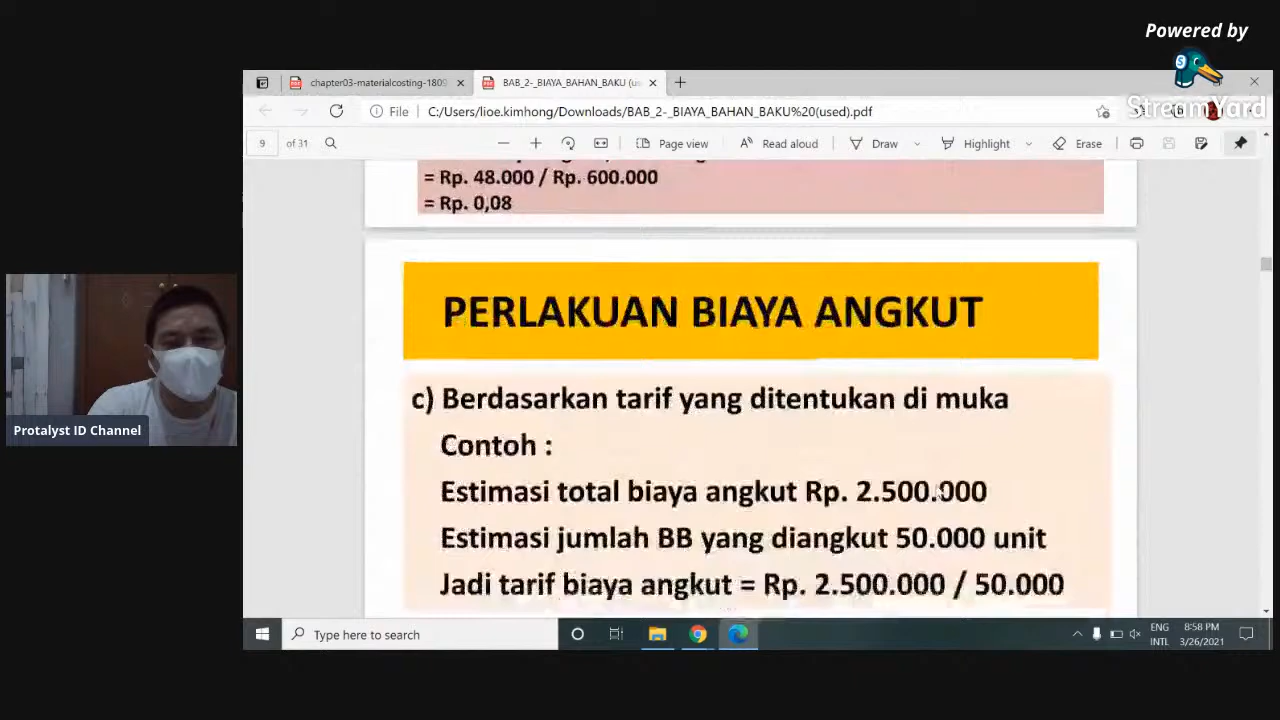 Powered by
StreamYard
chapter03-materialcosting-1809
BAB_2-_BIAYA_BAHAN_BAKU (us
File
C:/Users/lioe.kimhong/Downloads/BAB_2-_BIAYA_BAHAN_BAKU%20(used).pdf
9 of 31
Page view
Read aloud
Draw
Highlight
Erase
= Rp. 48.000 / Rp. 600.000
= Rp. 0,08
PERLAKUAN BIAYA ANGKUT
c) Berdasarkan tarif yang ditentukan di muka
Contoh :
Estimasi total biaya angkut Rp. 2.500.000
Estimasi jumlah BB yang diangkut 50.000 unit
Jadi tarif biaya angkut = Rp. 2.500.000 / 50.000
Protalyst ID Channel
Type here to search
ENG
INTL
8:58 PM
3/26/2021